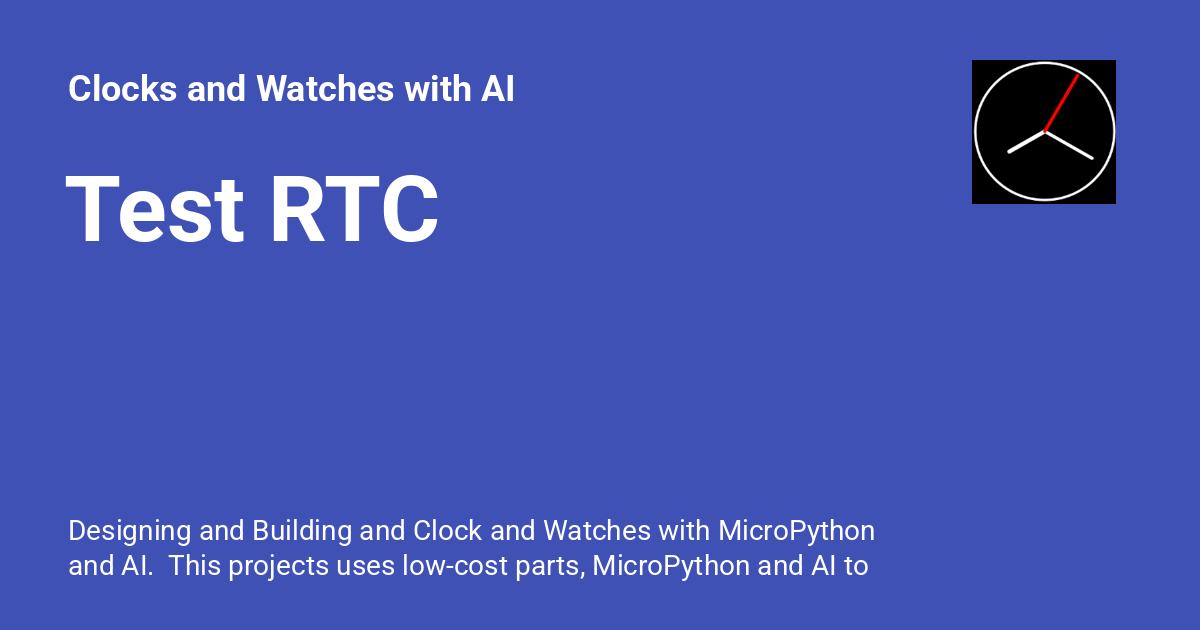 Clocks and Watches with AI
Test RTC
Designing and Building and Clock and Watches with MicroPython
and AI.  This projects uses low-cost parts, MicroPython and AI to